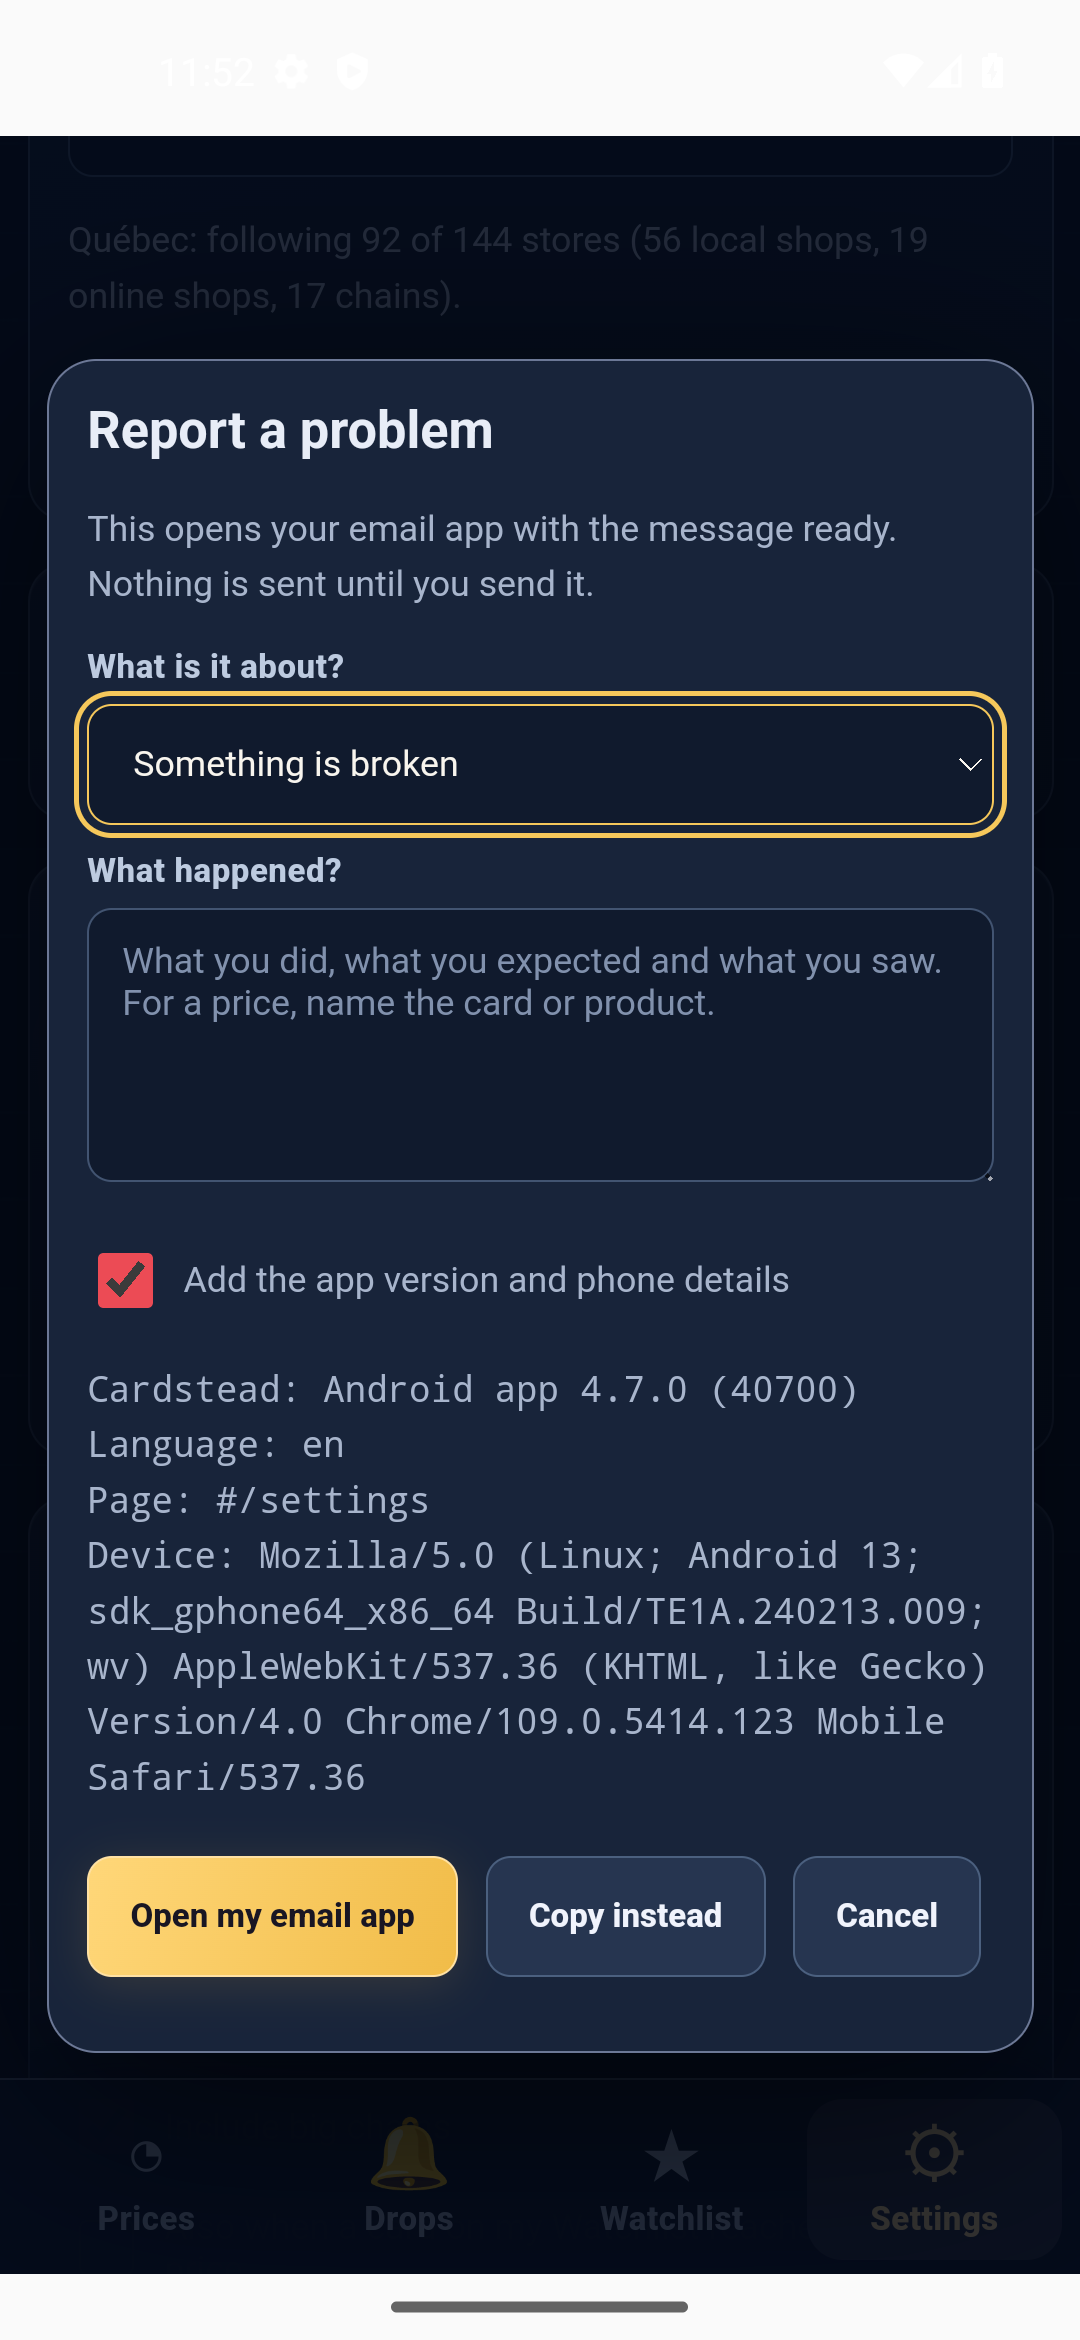 11:52
Québec: following 92 of 144 stores (56 local shops, 19
online shops, 17 chains).
Report a problem
This opens your email app with the message ready.
Nothing is sent until you send it.
What is it about?
Something is broken
What happened?
What you did, what you expected and what you saw.
For a price, name the card or product.
Add the app version and phone details
Cardstead: Android app 4.7.0 (40700)
Language: en
Page: #/settings
Device: Mozilla/5.0 (Linux; Android 13;
sdk_gphone64_x86_64 Build/TE1A.240213.009;
wv) AppleWebKit/537.36 (KHTML, like Gecko)
Version/4.0 Chrome/109.0.5414.123 Mobile
Safari/537.36
Open my email app Copy instead Cancel
Prices Drops Watchlist Settings